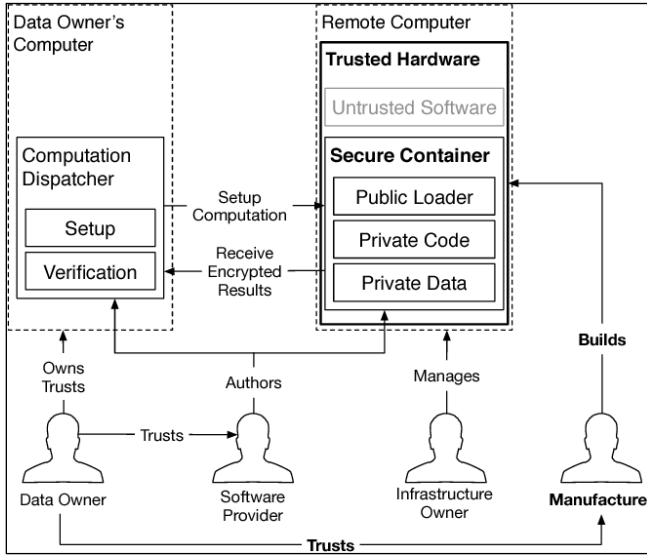 Data Owner's
Computer
Remote Computer
Trusted Hardware
Untrusted Software
Computation
Dispatcher
Setup
Verification
Setup
Computation
Receive
Encrypted
Results
Secure Container
Public Loader
Private Code
Private Data
Owns
Trusts
Authors
Manages
Builds
Trusts
Data Owner
Software
Provider
Infrastructure
Owner
Manufacture
Trusts